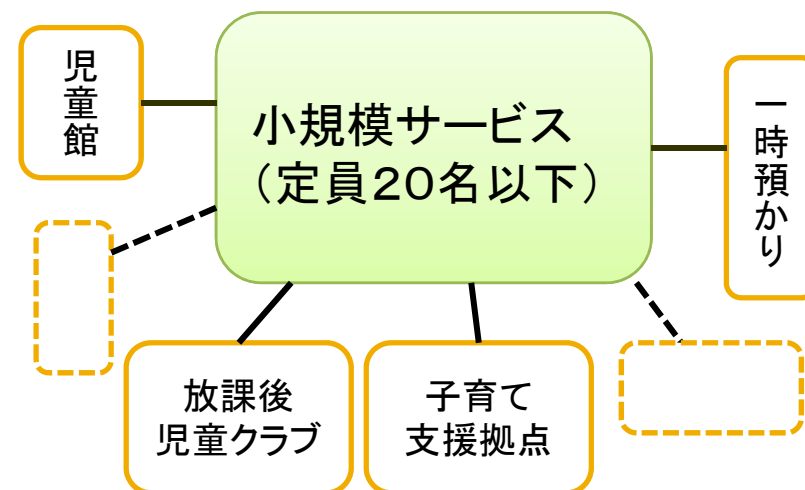 児童館
小規模サービス
（定員２０名以下）
一時預かり
放課後
児童クラブ
子育て
支援拠点